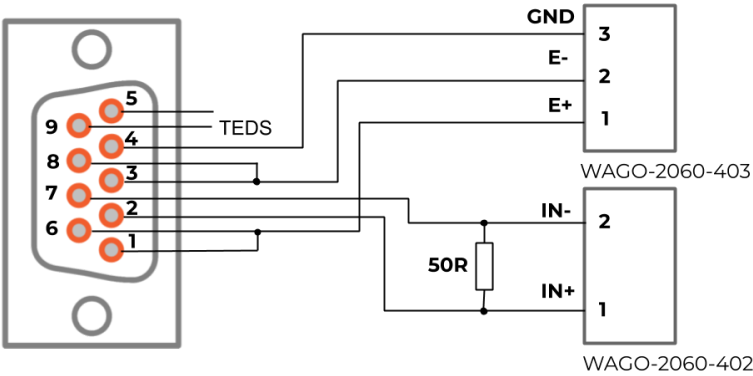 GND
3
E-
2
E+
1
WAGO-2060-403
5
9
TEDS
4
8
3
7
2
6
1
IN-
2
50R
IN+
1
WAGO-2060-402